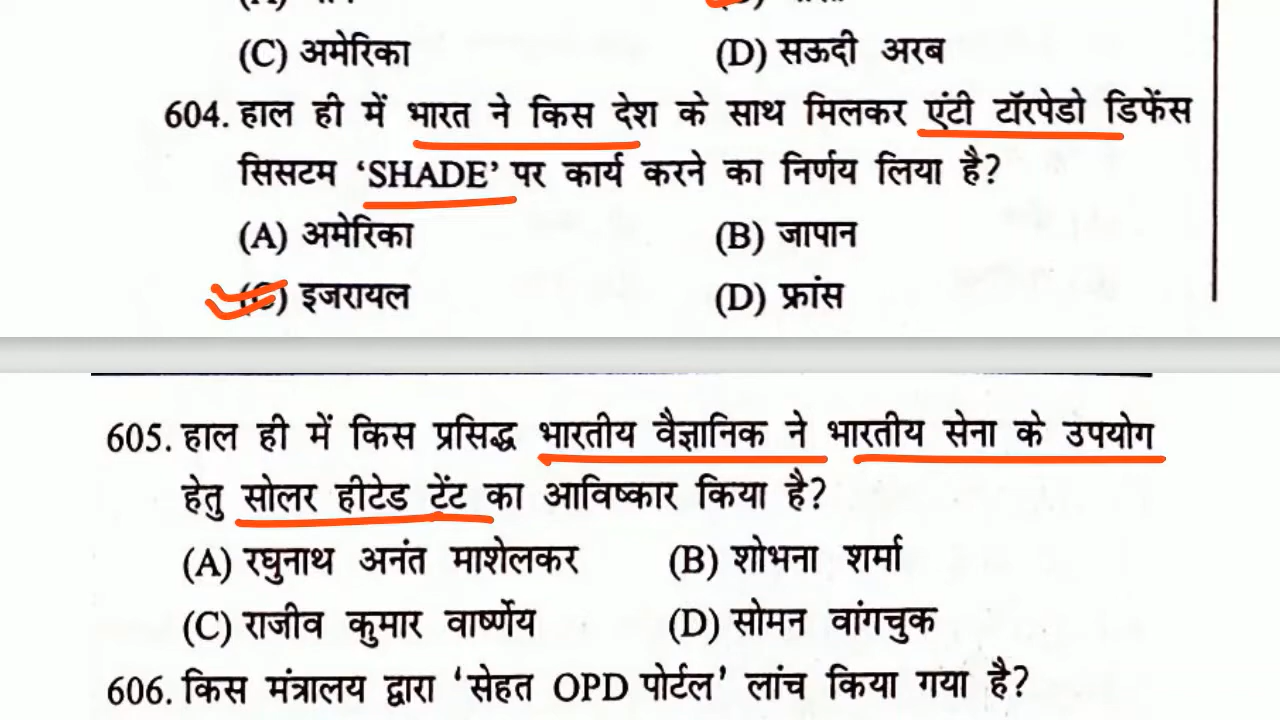 (C) अमेरिका (D) सऊदी अरब
604. हाल ही में भारत ने किस देश के साथ मिलकर एंटी टॉरपेडो डिफेंस
सिसटम ‘SHADE’ पर कार्य करने का निर्णय लिया है?
(A) अमेरिका (B) जापान
(C) इजरायल (D) फ्रांस
605. हाल ही में किस प्रसिद्ध भारतीय वैज्ञानिक ने भारतीय सेना के उपयोग
हेतु सोलर हीटेड टेंट का आविष्कार किया है?
(A) रघुनाथ अनंत माशेलकर (B) शोभना शर्मा
(C) राजीव कुमार वार्ष्णेय (D) सोमन वांगचुक
606. किस मंत्रालय द्वारा ‘सेहत OPD पोर्टल’ लांच किया गया है?